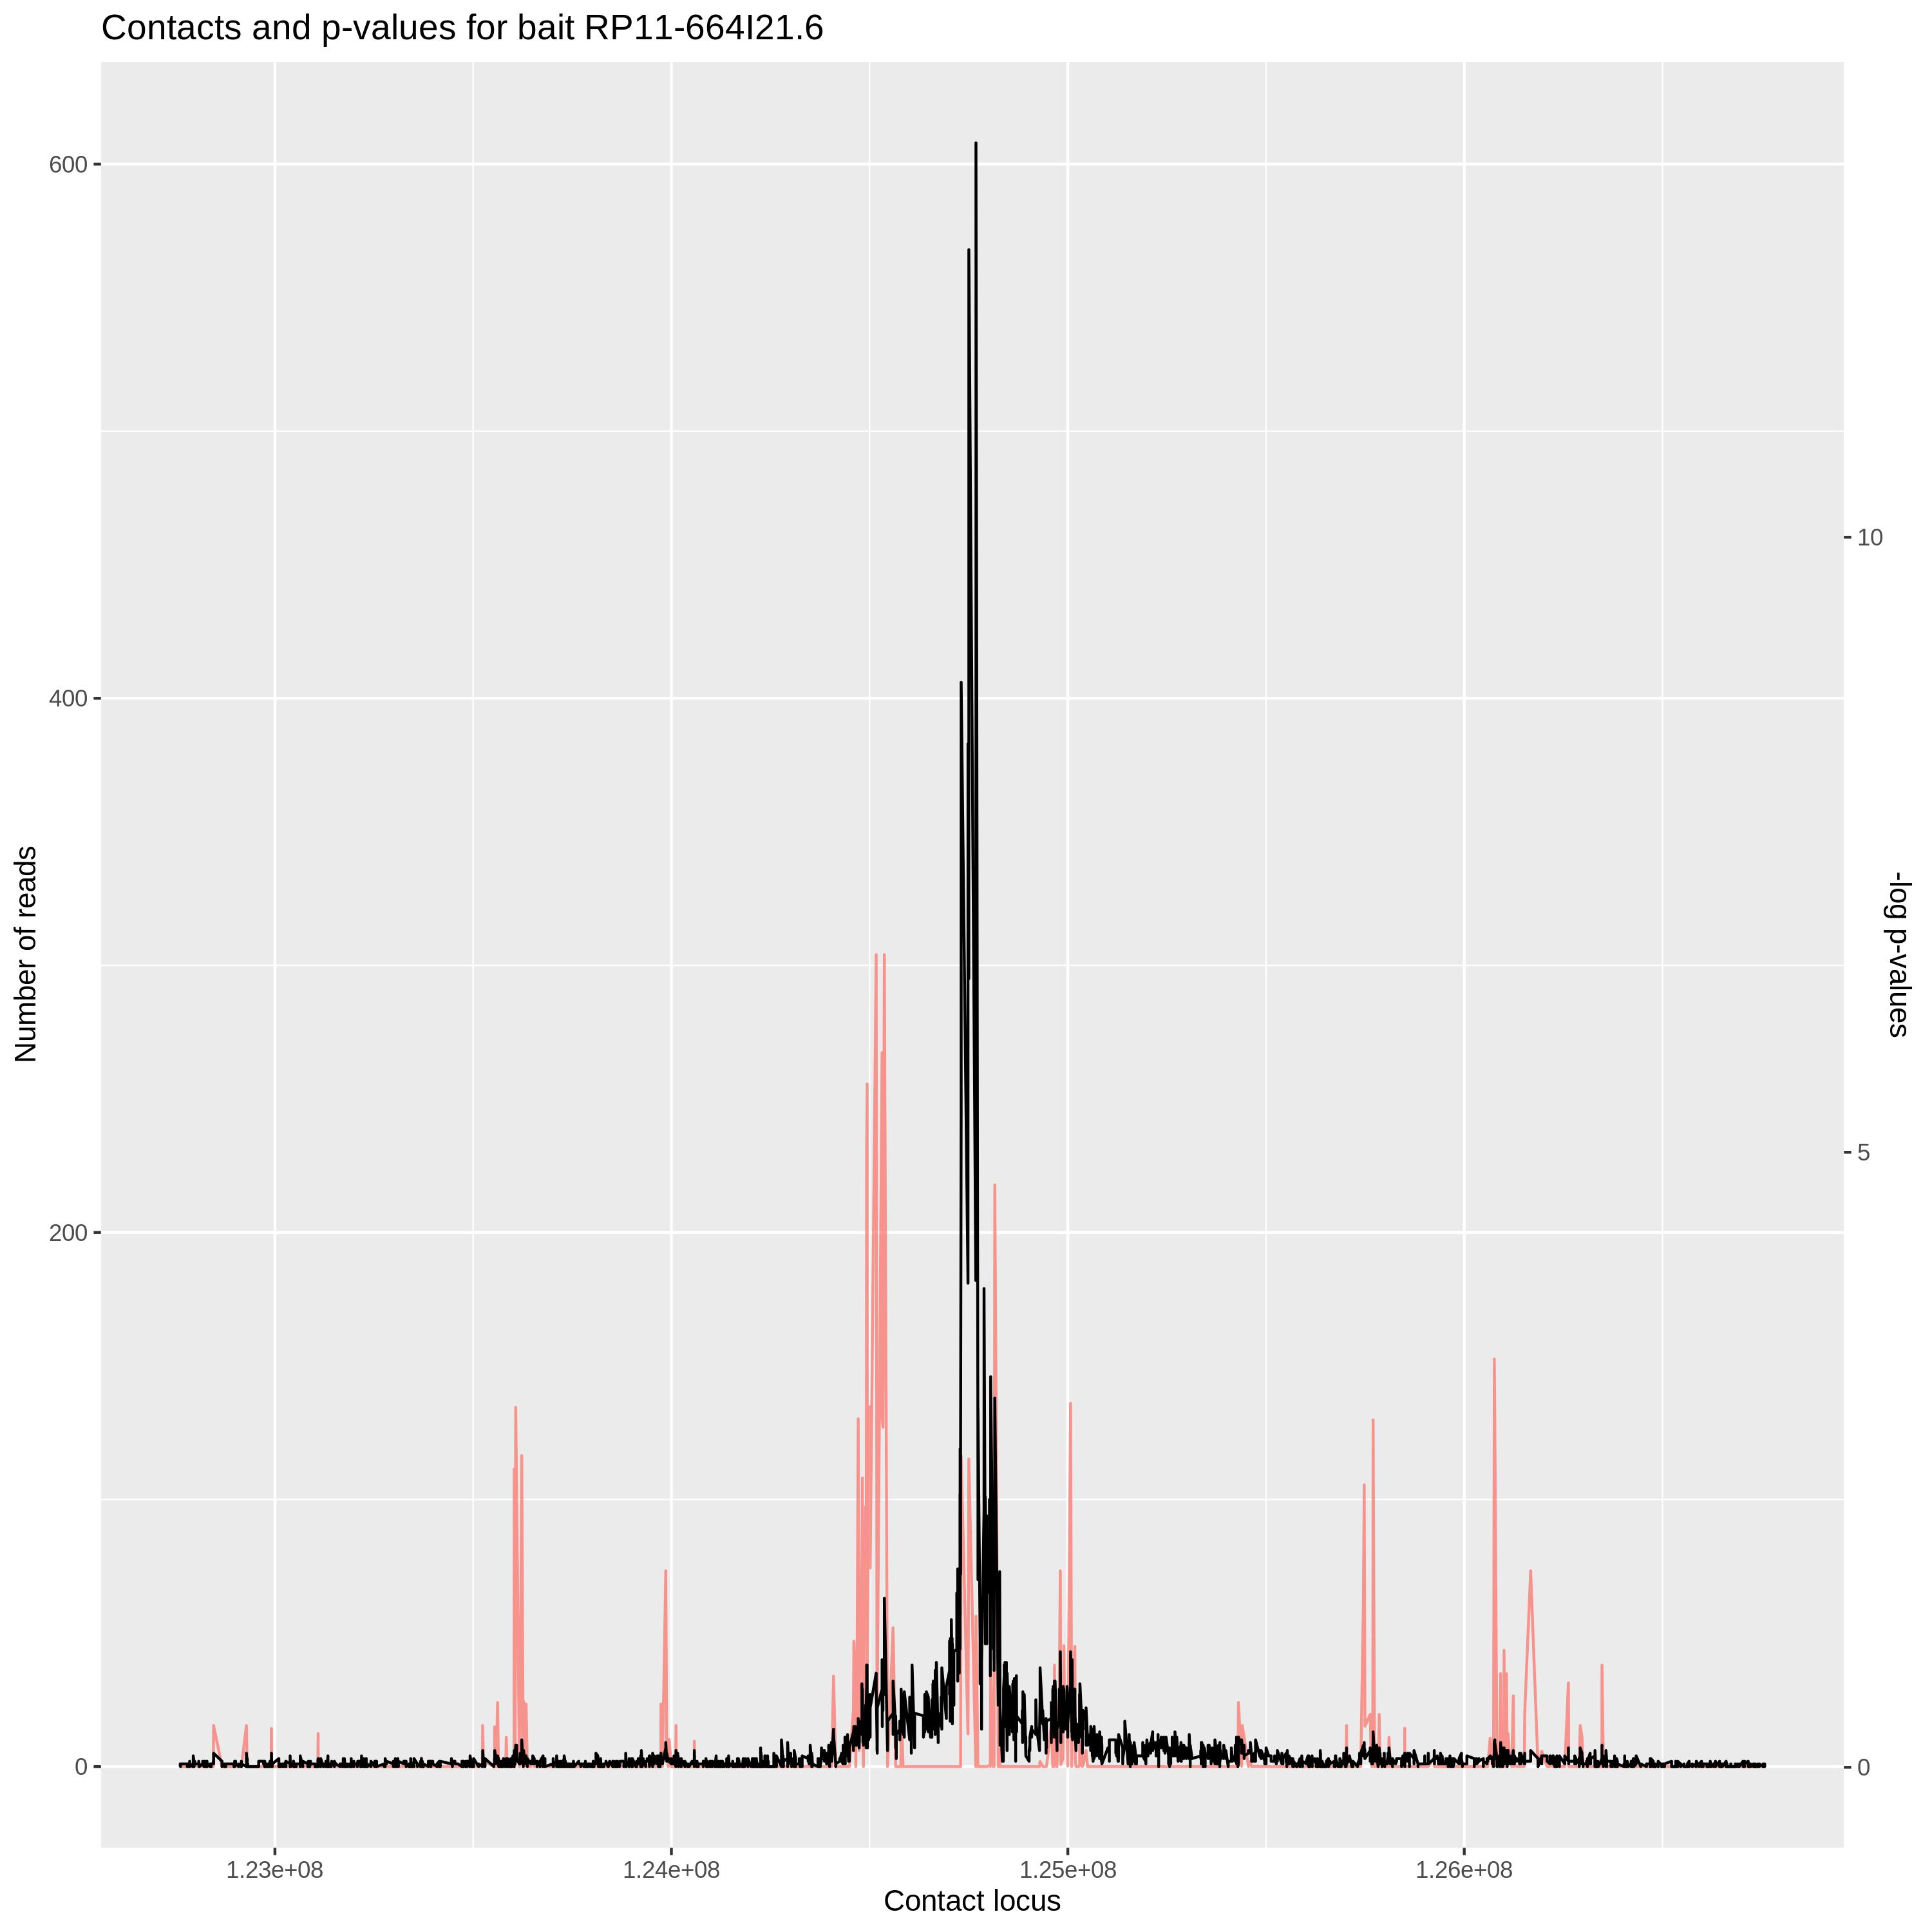 Contacts and p-values for bait RP11-664I21.6
600
400
200
0
Number of reads
10
5
0
-log p-values
1.23e+08
1.24e+08
1.25e+08
1.26e+08
Contact locus